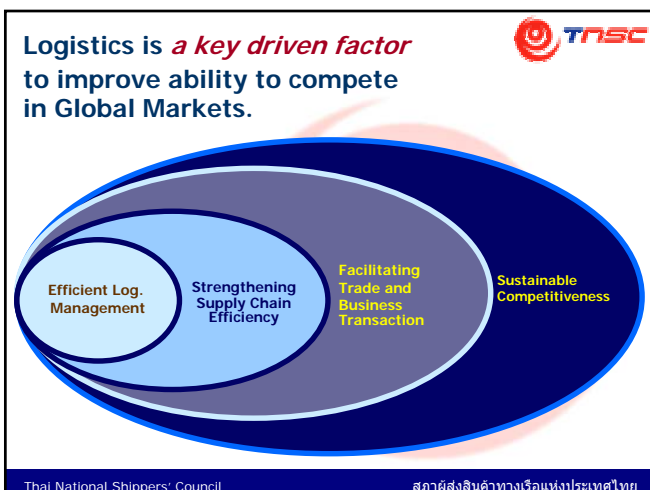 Logistics is a key driven factor
to improve ability to compete
in Global Markets.
TNSC
Efficient Log.
Management
Strengthening
Supply Chain
Efficiency
Facilitating
Trade and
Business
Transaction
Sustainable
Competitiveness
Thai National Shippers' Council
สภาผู้ส่งสินค้าทางเรือแห่งประเทศไทย